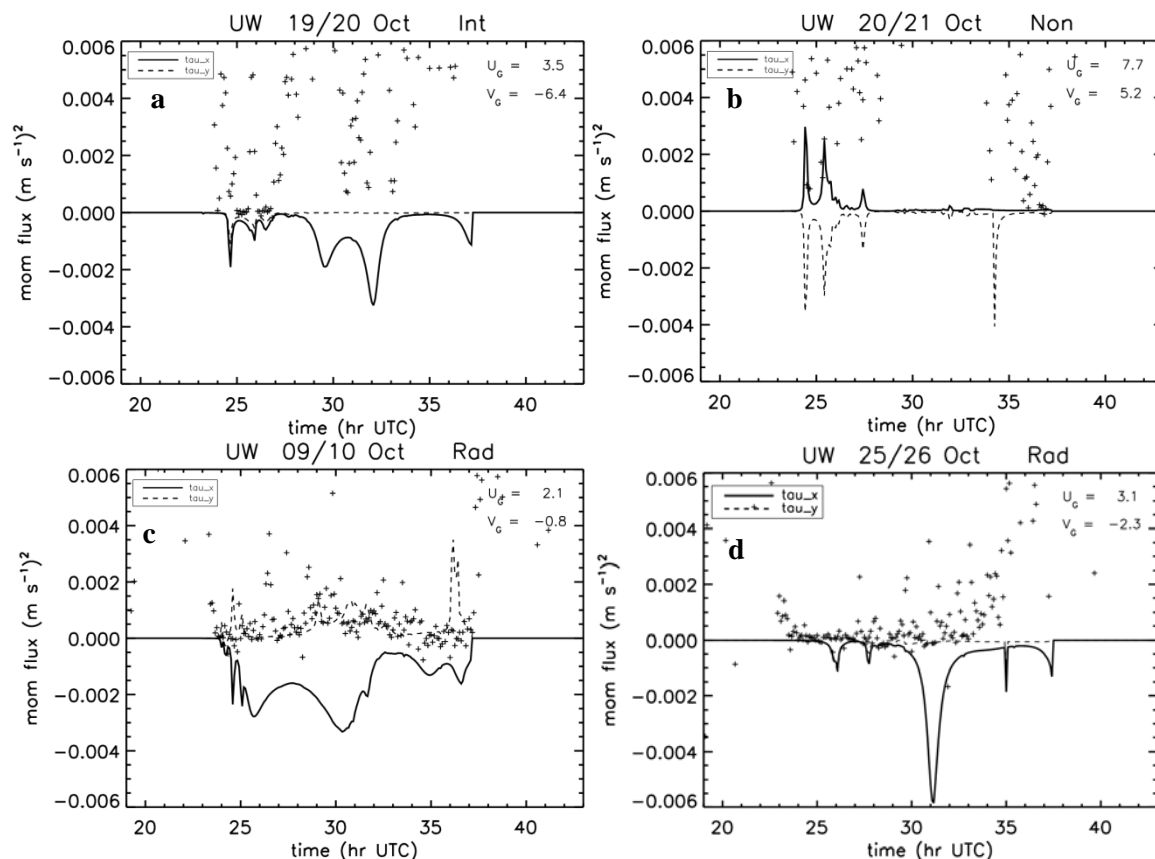 UW 19/20 Oct Int
0.006
0.004
0.002
0.000
−0.002
−0.004
−0.006
mom flux (m s⁻¹)²
tau_x
tau_y
a
U_G = 3.5
V_G = −6.4
20 25 30 35 40
time (hr UTC)
UW 20/21 Oct Non
0.006
0.004
0.002
0.000
−0.002
−0.004
−0.006
mom flux (m s⁻¹)²
tau_x
tau_y
b
U_G = 7.7
V_G = 5.2
20 25 30 35 40
time (hr UTC)
UW 09/10 Oct Rad
0.006
0.004
0.002
0.000
−0.002
−0.004
−0.006
mom flux (m s⁻¹)²
tau_x
tau_y
c
U_G = 2.1
V_G = −0.8
20 25 30 35 40
time (hr UTC)
UW 25/26 Oct Rad
0.006
0.004
0.002
0.000
−0.002
−0.004
−0.006
mom flux (m s⁻¹)²
tau_x
tau_y
d
U_G = 3.1
V_G = −2.3
20 25 30 35 40
time (hr UTC)